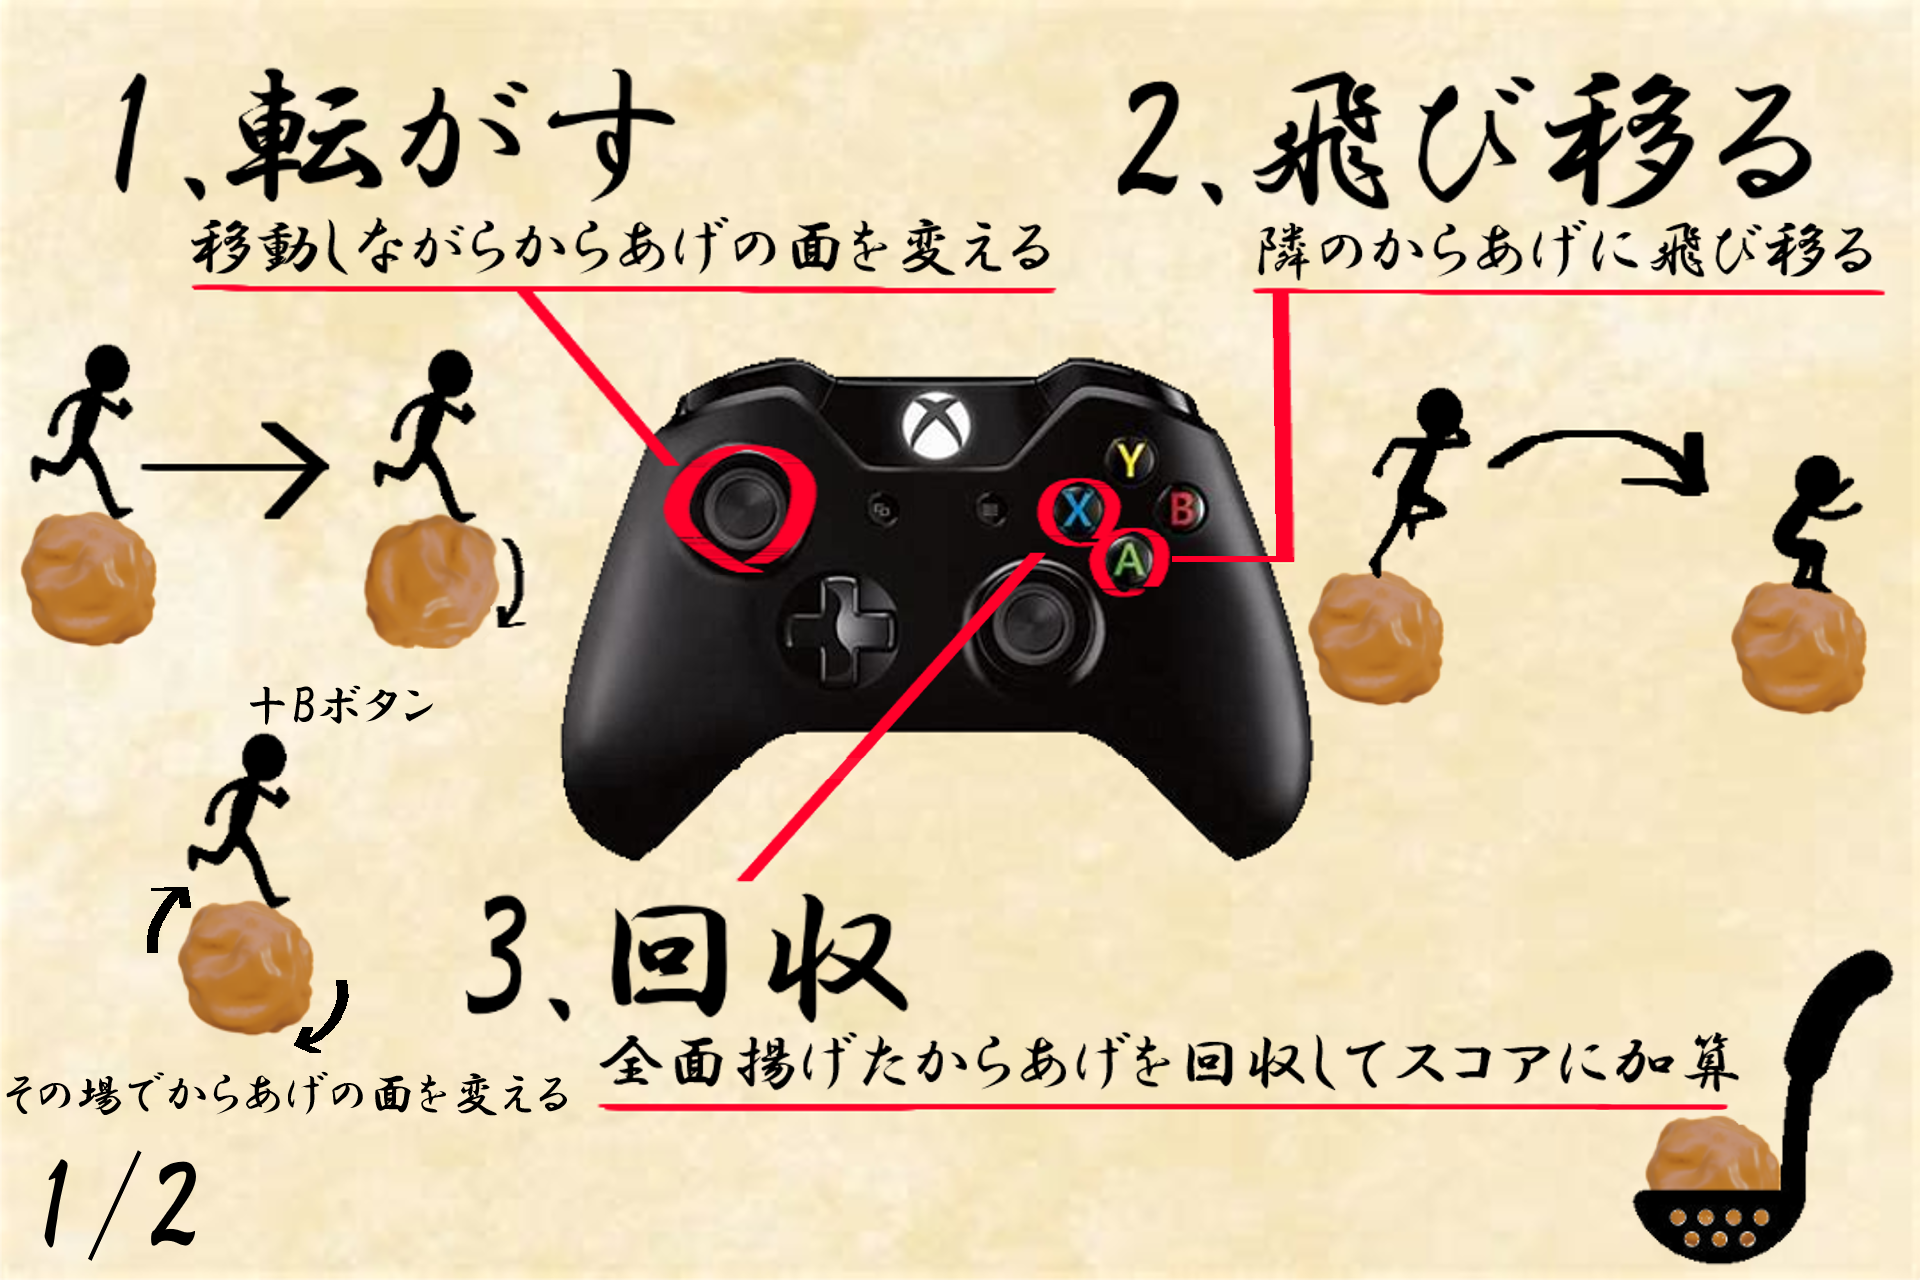 1、転がす
移動しながらからあげの面を変える
2、飛び移る
隣のからあげに飛び移る
Y
X
B
A
+Bボタン
その場でからあげの面を変える
3、回収
全面揚げたからあげを回収してスコアに加算
1/2